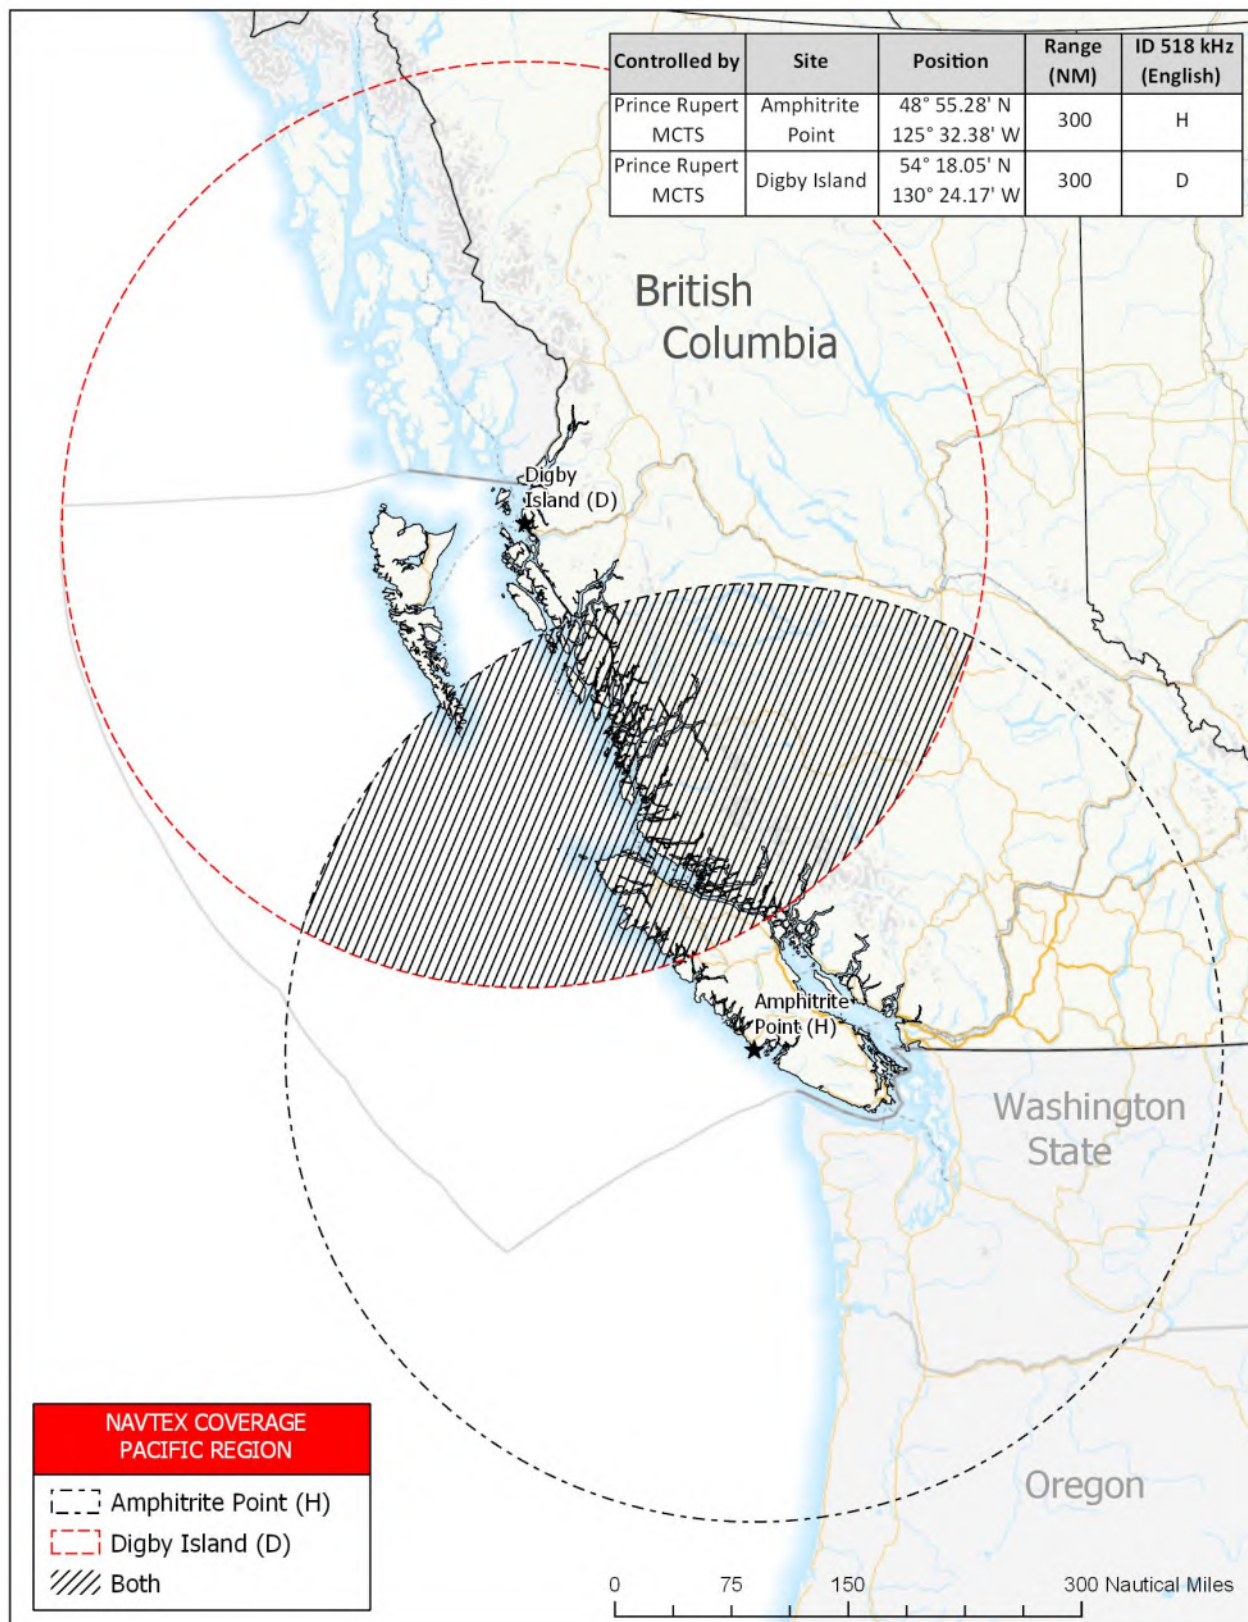 Controlled by Site Position Range (NM) ID 518 kHz (English)
Prince Rupert MCTS Amphitrite Point 48° 55.28' N 125° 32.38' W 300 H
Prince Rupert MCTS Digby Island 54° 18.05' N 130° 24.17' W 300 D
British
Columbia
Digby
Island (D)
Amphitrite
Point (H)
Washington
State
Oregon
NAVTEX COVERAGE
PACIFIC REGION
Amphitrite Point (H)
Digby Island (D)
Both
0 75 150 300 Nautical Miles